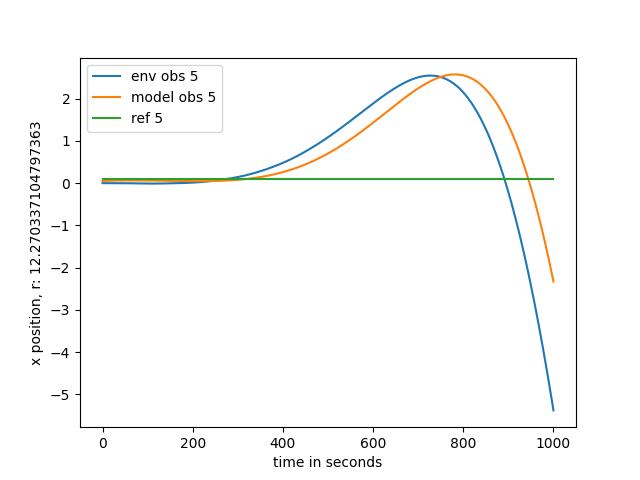 env obs 5
model obs 5
ref 5
x position, r: 12.270337104797363
2
1
0
−1
−2
−3
−4
−5
0
200
400
600
800
1000
time in seconds